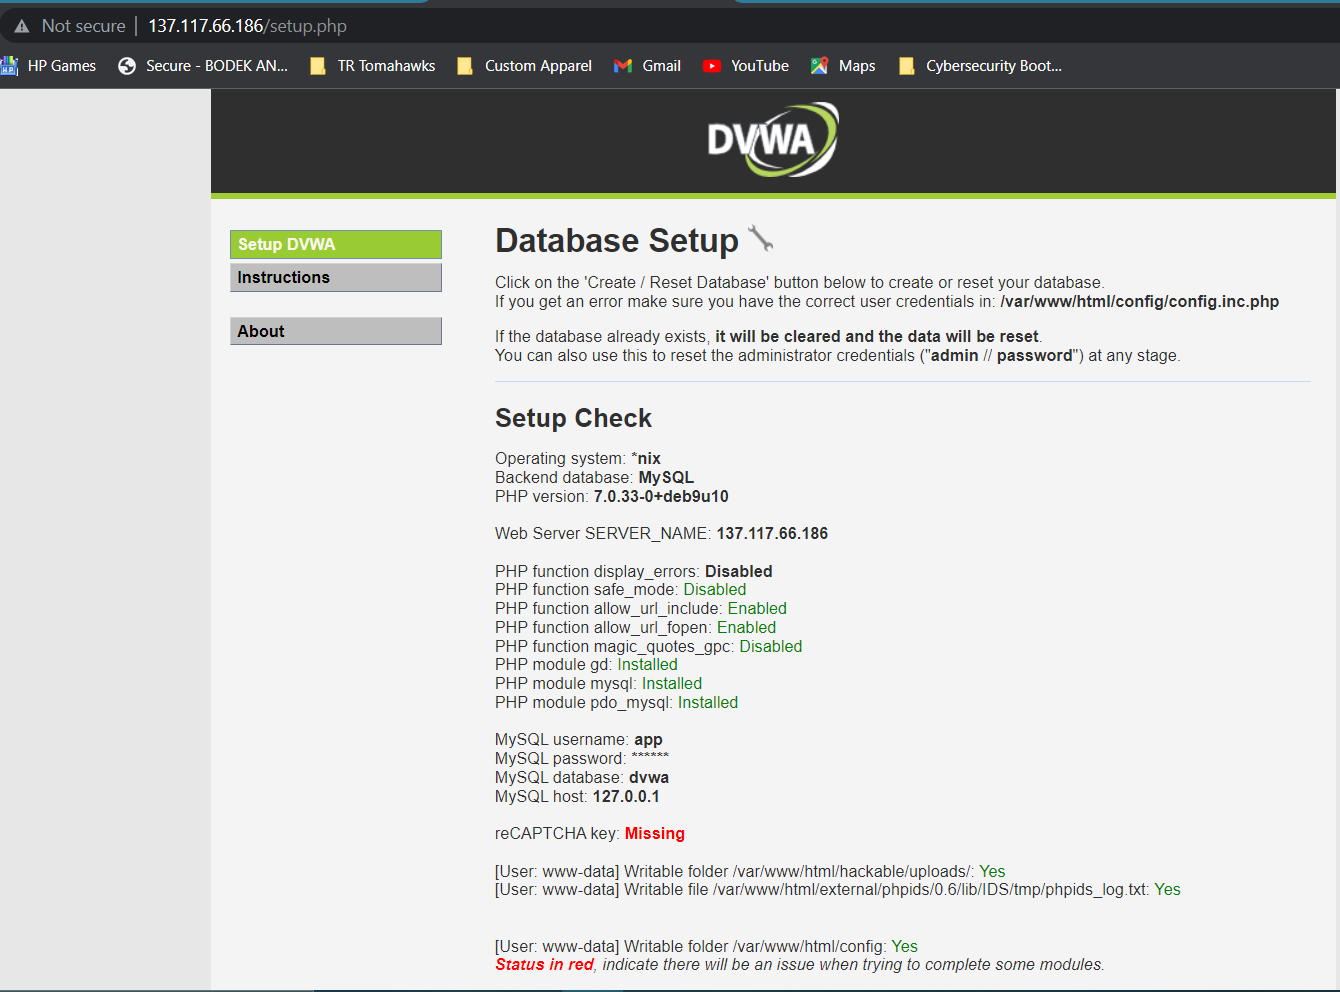 Not secure | 137.117.66.186/setup.php
HP Games Secure - BODEK AN... TR Tomahawks Custom Apparel Gmail YouTube Maps Cybersecurity Boot...
DVWA
Setup DVWA
Instructions
About
Database Setup
Click on the 'Create / Reset Database' button below to create or reset your database.
If you get an error make sure you have the correct user credentials in: /var/www/html/config/config.inc.php
If the database already exists, it will be cleared and the data will be reset.
You can also use this to reset the administrator credentials ("admin // password") at any stage.
Setup Check
Operating system: *nix
Backend database: MySQL
PHP version: 7.0.33-0+deb9u10
Web Server SERVER_NAME: 137.117.66.186
PHP function display_errors: Disabled
PHP function safe_mode: Disabled
PHP function allow_url_include: Enabled
PHP function allow_url_fopen: Enabled
PHP function magic_quotes_gpc: Disabled
PHP module gd: Installed
PHP module mysql: Installed
PHP module pdo_mysql: Installed
MySQL username: app
MySQL password: ******
MySQL database: dvwa
MySQL host: 127.0.0.1
reCAPTCHA key: Missing
[User: www-data] Writable folder /var/www/html/hackable/uploads/: Yes
[User: www-data] Writable file /var/www/html/external/phpids/0.6/lib/IDS/tmp/phpids_log.txt: Yes
[User: www-data] Writable folder /var/www/html/config: Yes
Status in red, indicate there will be an issue when trying to complete some modules.